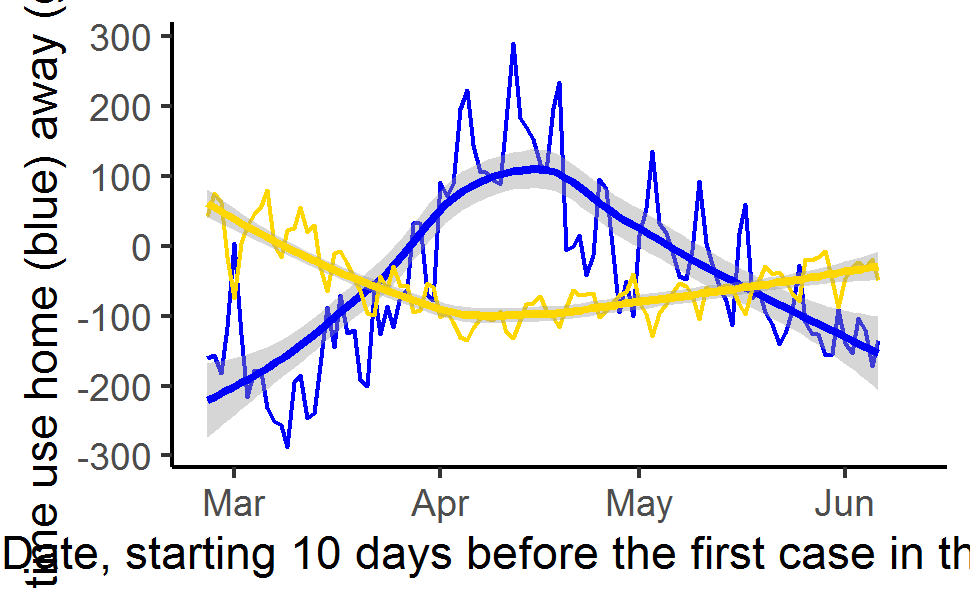 time use home (blue) away (
300
200
100
0
-100
-200
-300
Mar Apr May Jun
Date, starting 10 days before the first case in th